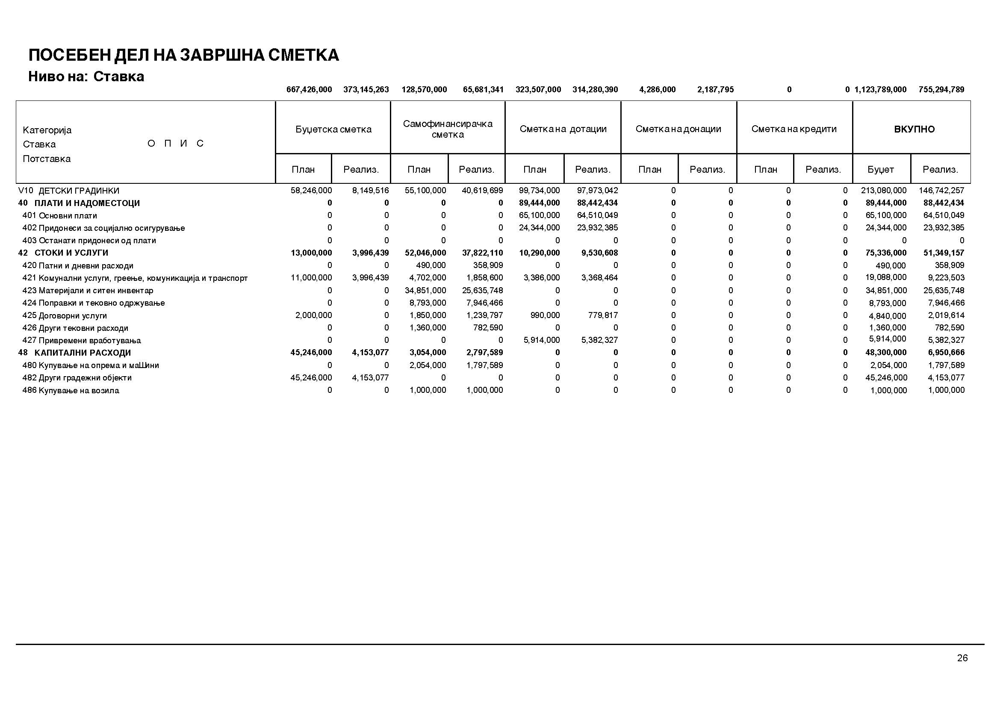 ПОСЕБЕН ДЕЛ НА ЗАВРШНА СМЕТКА
Ниво на: Ставка
667,426,000 373,145,263 128,570,000 65,681,341 323,507,000 314,280,390 4,286,000 2,187,795 0 0 1,123,789,000 755,294,789
Категорија
Ставка О П И С
Потставка
Буџетска сметка Самофинансирачка сметка Сметка на дотации Сметка на донации Сметка на кредити ВКУПНО
План Реализ. План Реализ. План Реализ. План Реализ. План Реализ. Буџет Реализ.
V10 ДЕТСКИ ГРАДИНКИ 58,246,000 8,149,516 55,100,000 40,619,699 99,734,000 97,973,042 0 0 0 0 213,080,000 146,742,257
40 ПЛАТИ И НАДОМЕСТОЦИ 0 0 0 0 89,444,000 88,442,434 0 0 0 0 89,444,000 88,442,434
401 Основни плати 0 0 0 0 65,100,000 64,510,049 0 0 0 0 65,100,000 64,510,049
402 Придонеси за социјално осигурување 0 0 0 0 24,344,000 23,932,385 0 0 0 0 24,344,000 23,932,385
403 Останати придонеси од плати 0 0 0 0 0 0 0 0 0 0 0 0
42 СТОКИ И УСЛУГИ 13,000,000 3,996,439 52,046,000 37,822,110 10,290,000 9,530,608 0 0 0 0 75,336,000 51,349,157
420 Патни и дневни расходи 0 0 490,000 358,909 0 0 0 0 0 0 490,000 358,909
421 Комунални услуги, греење, комуникација и транспорт 11,000,000 3,996,439 4,702,000 1,858,600 3,386,000 3,368,464 0 0 0 0 19,088,000 9,223,503
423 Материјали и ситен инвентар 0 0 34,851,000 25,635,748 0 0 0 0 0 0 34,851,000 25,635,748
424 Поправки и тековно одржување 0 0 8,793,000 7,946,466 0 0 0 0 0 0 8,793,000 7,946,466
425 Договорни услуги 2,000,000 0 1,850,000 1,239,797 990,000 779,817 0 0 0 0 4,840,000 2,019,614
426 Други тековни расходи 0 0 1,360,000 782,590 0 0 0 0 0 0 1,360,000 782,590
427 Привремени вработувања 0 0 0 0 5,914,000 5,382,327 0 0 0 0 5,914,000 5,382,327
48 КАПИТАЛНИ РАСХОДИ 45,246,000 4,153,077 3,054,000 2,797,589 0 0 0 0 0 0 48,300,000 6,950,666
480 Купување на опрема и маШини 0 0 2,054,000 1,797,589 0 0 0 0 0 0 2,054,000 1,797,589
482 Други градежни објекти 45,246,000 4,153,077 0 0 0 0 0 0 0 0 45,246,000 4,153,077
486 Купување на возила 0 0 1,000,000 1,000,000 0 0 0 0 0 0 1,000,000 1,000,000
26